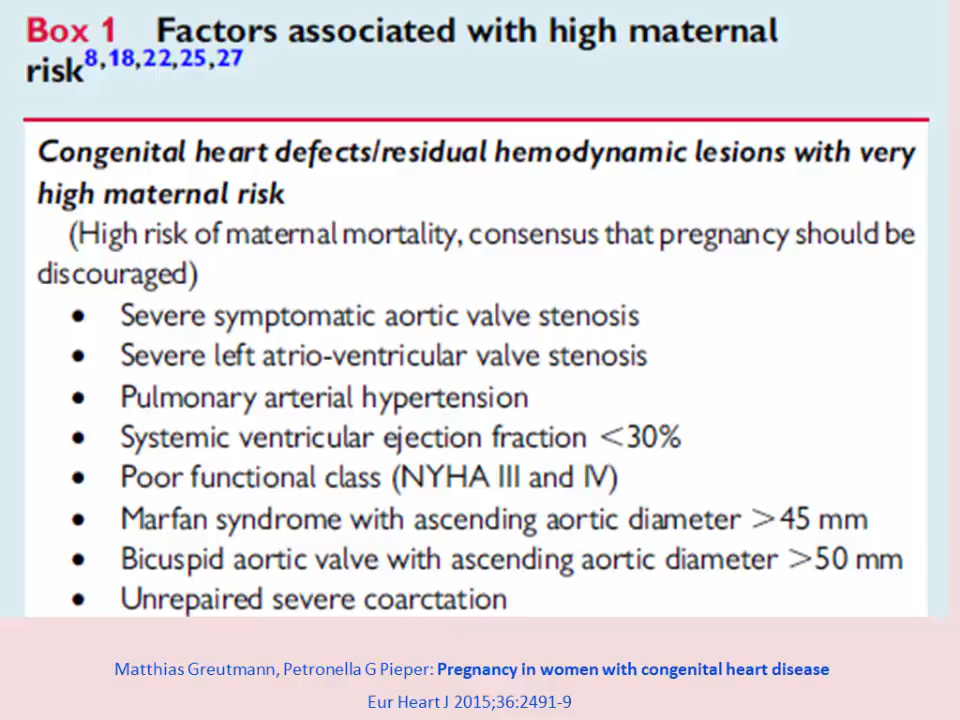 Box 1 Factors associated with high maternal
risk8,18,22,25,27
Congenital heart defects/residual hemodynamic lesions with very
high maternal risk
(High risk of maternal mortality, consensus that pregnancy should be
discouraged)
• Severe symptomatic aortic valve stenosis
• Severe left atrio-ventricular valve stenosis
• Pulmonary arterial hypertension
• Systemic ventricular ejection fraction <30%
• Poor functional class (NYHA III and IV)
• Marfan syndrome with ascending aortic diameter >45 mm
• Bicuspid aortic valve with ascending aortic diameter >50 mm
• Unrepaired severe coarctation
Matthias Greutmann, Petronella G Pieper: Pregnancy in women with congenital heart disease
Eur Heart J 2015;36:2491-9